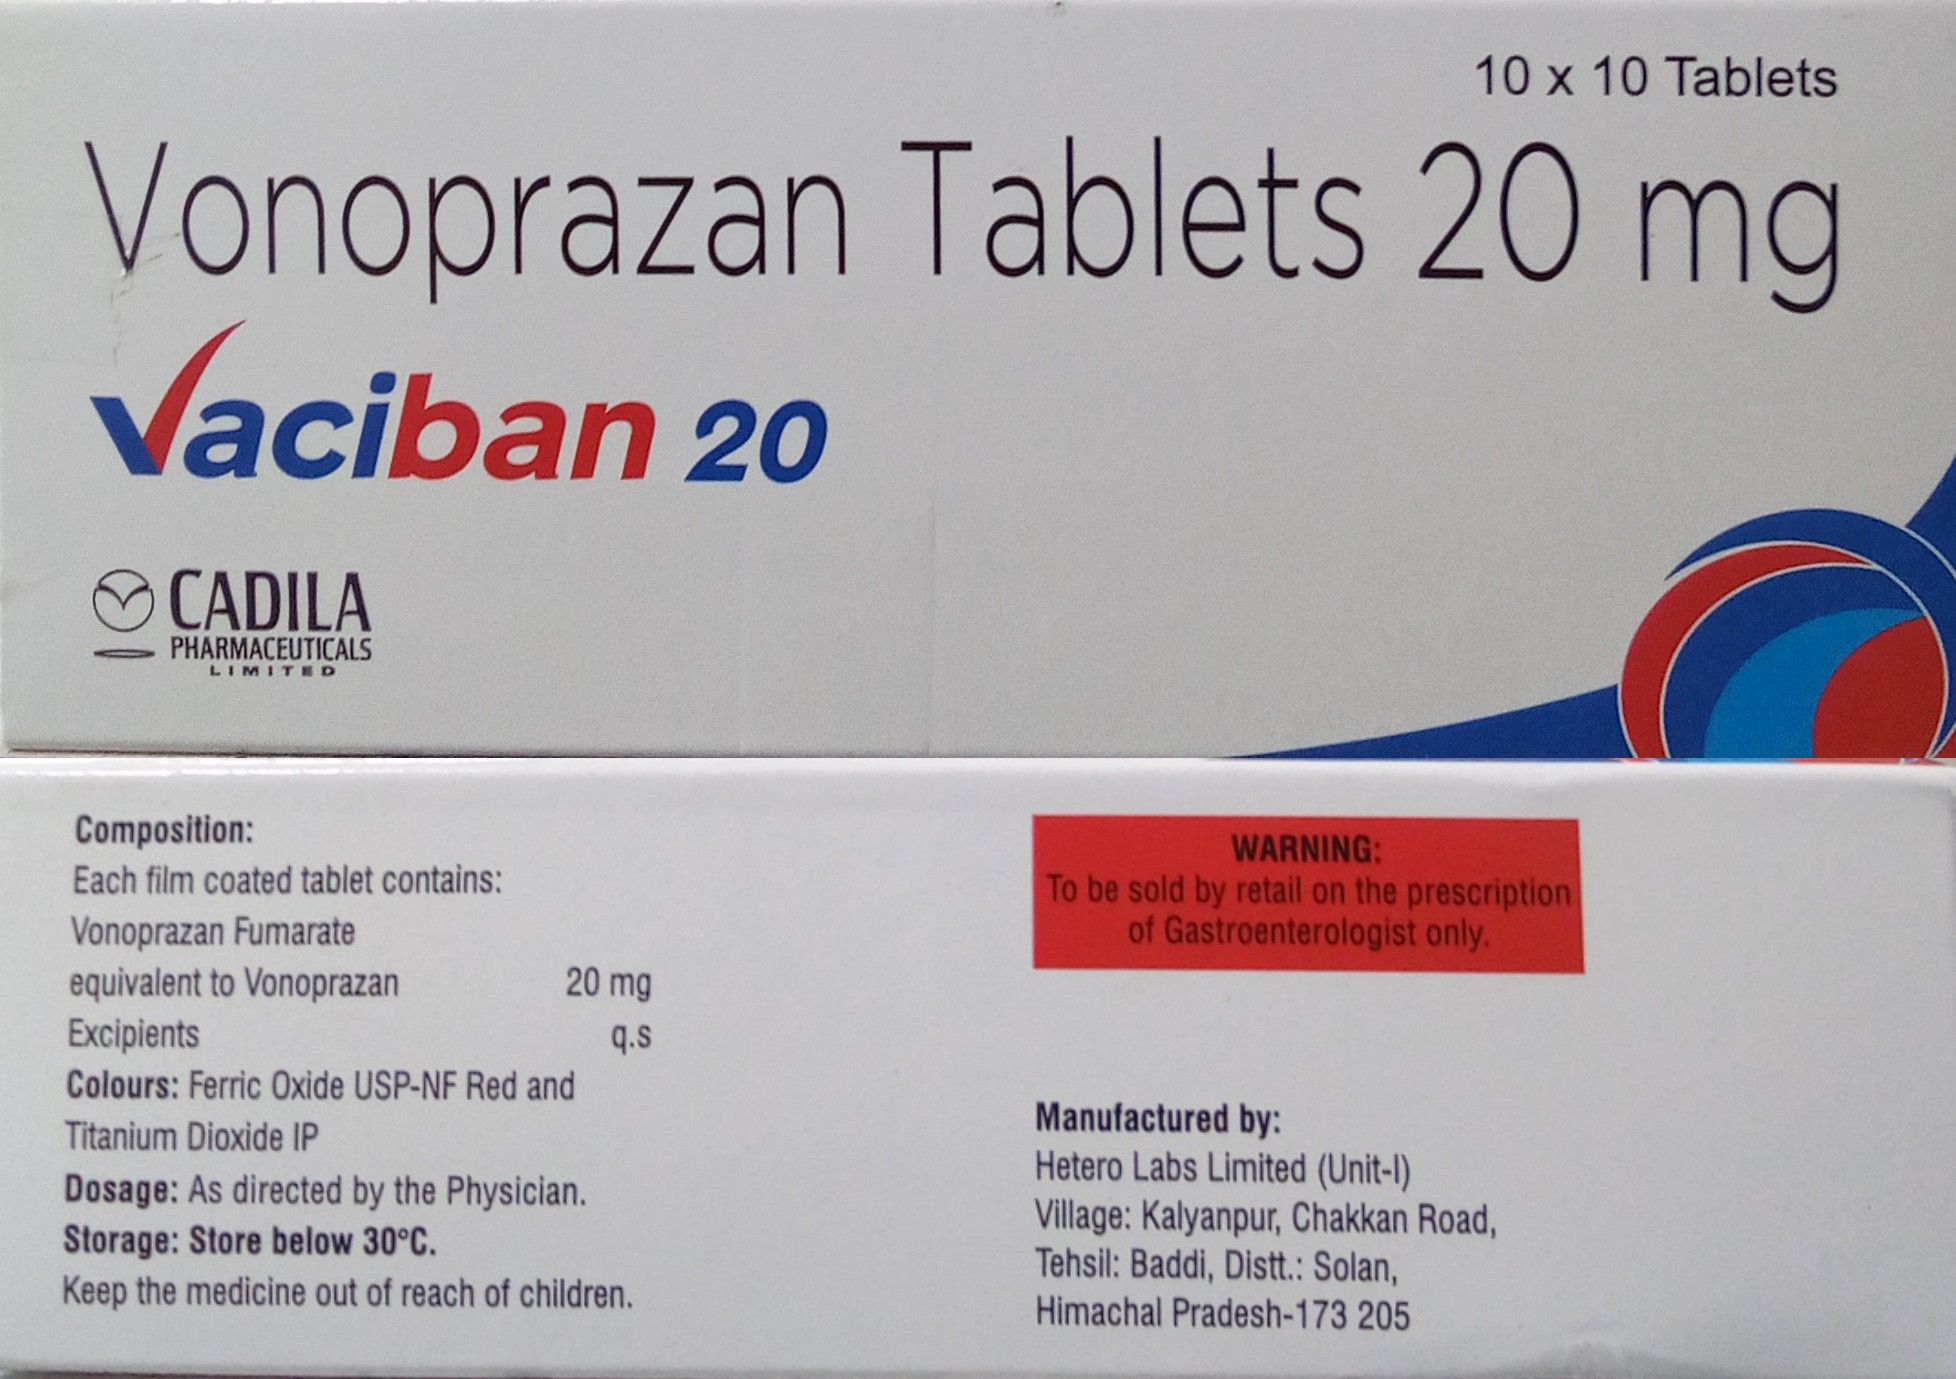 10 x 10 Tablets
Vonoprazan Tablets 20 mg
Vaciban 20
CADILA
PHARMACEUTICALS
LIMITED
Composition:
Each film coated tablet contains:
Vonoprazan Fumarate
equivalent to Vonoprazan 20 mg
Excipients q.s
Colours: Ferric Oxide USP-NF Red and
Titanium Dioxide IP
Dosage: As directed by the Physician.
Storage: Store below 30°C.
Keep the medicine out of reach of children.
WARNING:
To be sold by retail on the prescription
of Gastroenterologist only.
Manufactured by:
Hetero Labs Limited (Unit-I)
Village: Kalyanpur, Chakkan Road,
Tehsil: Baddi, Distt.: Solan,
Himachal Pradesh-173 205